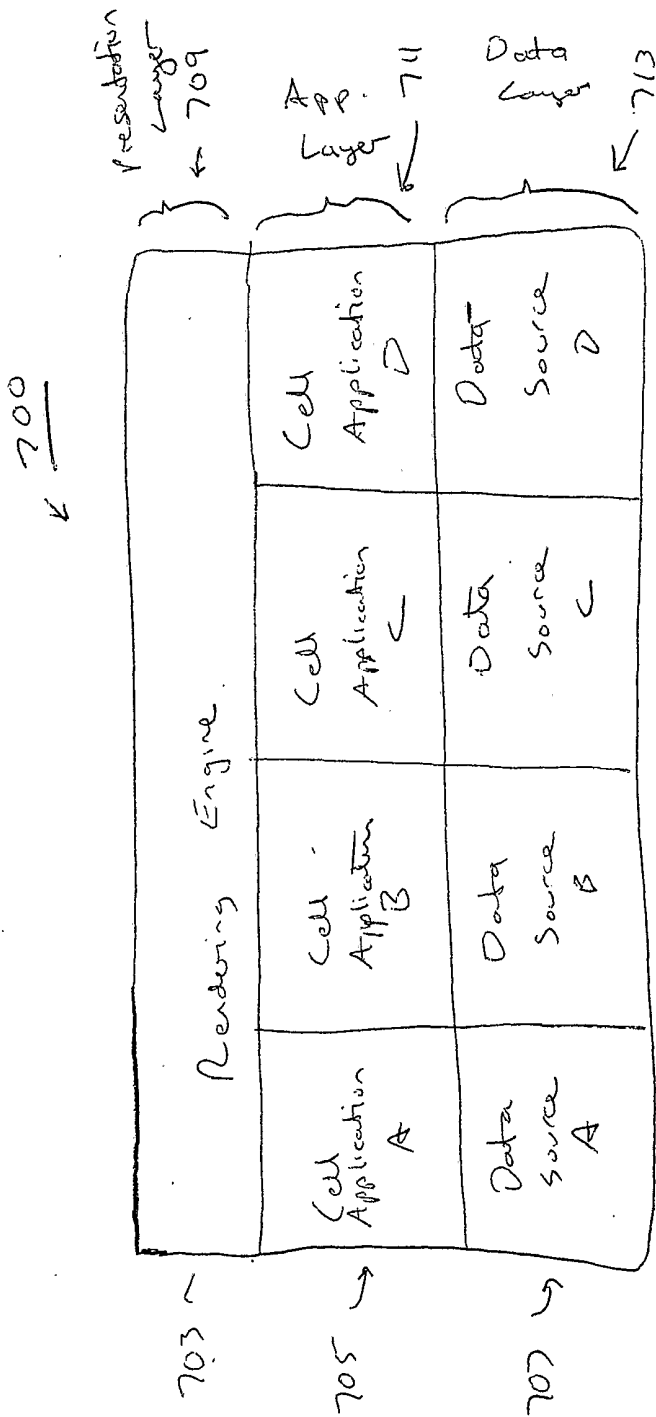 700
Presentation
Layer
709
703
Rendering Engine.
App.
Layer
711
705
Cell
Application
A
Cell
Application
B
Cell
Application
C
Cell
Application
D
Data
Layer
713
707
Data
Source
A
Data
Source
B
Data
Source
C
Data
Source
D